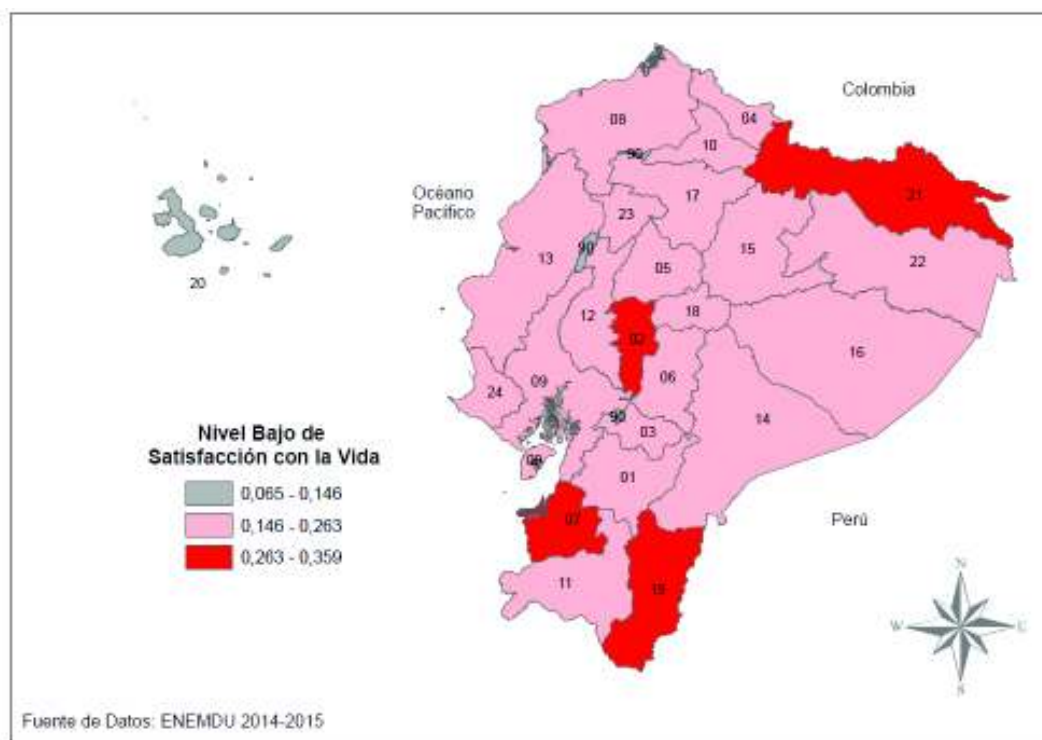 Colombia
04
08
10
90
21
Océano
Pacífico
17
23
15
13
90
22
20
05
18
12
02
16
09
06
24
14
90
03
Nivel Bajo de
Satisfacción con la Vida
09
01
0,065 - 0,146
0,146 - 0,263
07
Perú
0,263 - 0,359
11
19
N
W
E
S
Fuente de Datos: ENEMDU 2014-2015